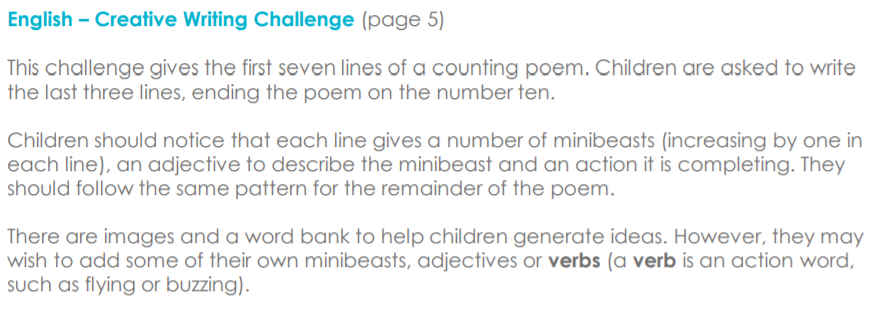 English – Creative Writing Challenge (page 5)
This challenge gives the first seven lines of a counting poem. Children are asked to write
the last three lines, ending the poem on the number ten.
Children should notice that each line gives a number of minibeasts (increasing by one in
each line), an adjective to describe the minibeast and an action it is completing. They
should follow the same pattern for the remainder of the poem.
There are images and a word bank to help children generate ideas. However, they may
wish to add some of their own minibeasts, adjectives or verbs (a verb is an action word,
such as flying or buzzing).